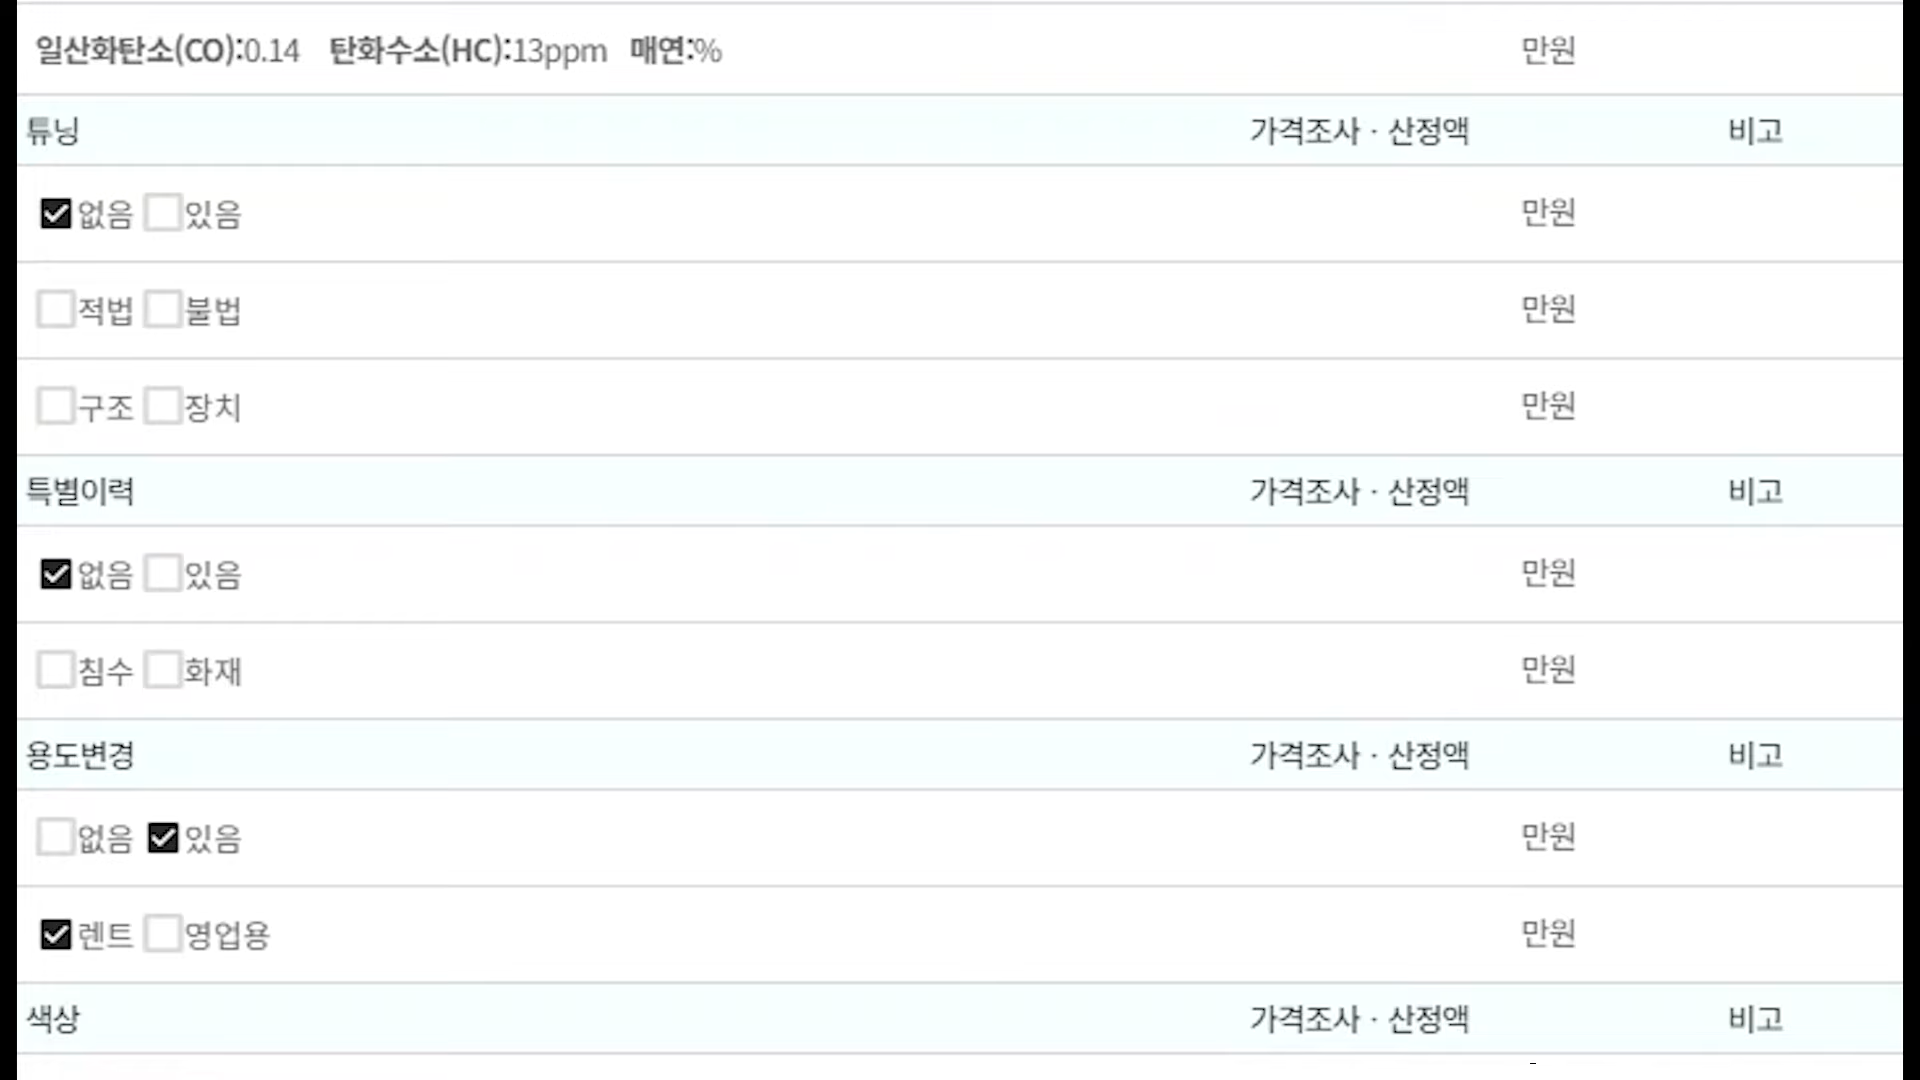 일산화탄소(CO):0.14 탄화수소(HC):13ppm 매연:% 만원
튜닝 가격조사 · 산정액 비고
없음 있음 만원
적법 불법 만원
구조 장치 만원
특별이력 가격조사 · 산정액 비고
없음 있음 만원
침수 화재 만원
용도변경 가격조사 · 산정액 비고
없음 있음 만원
렌트 영업용 만원
색상 가격조사 · 산정액 비고